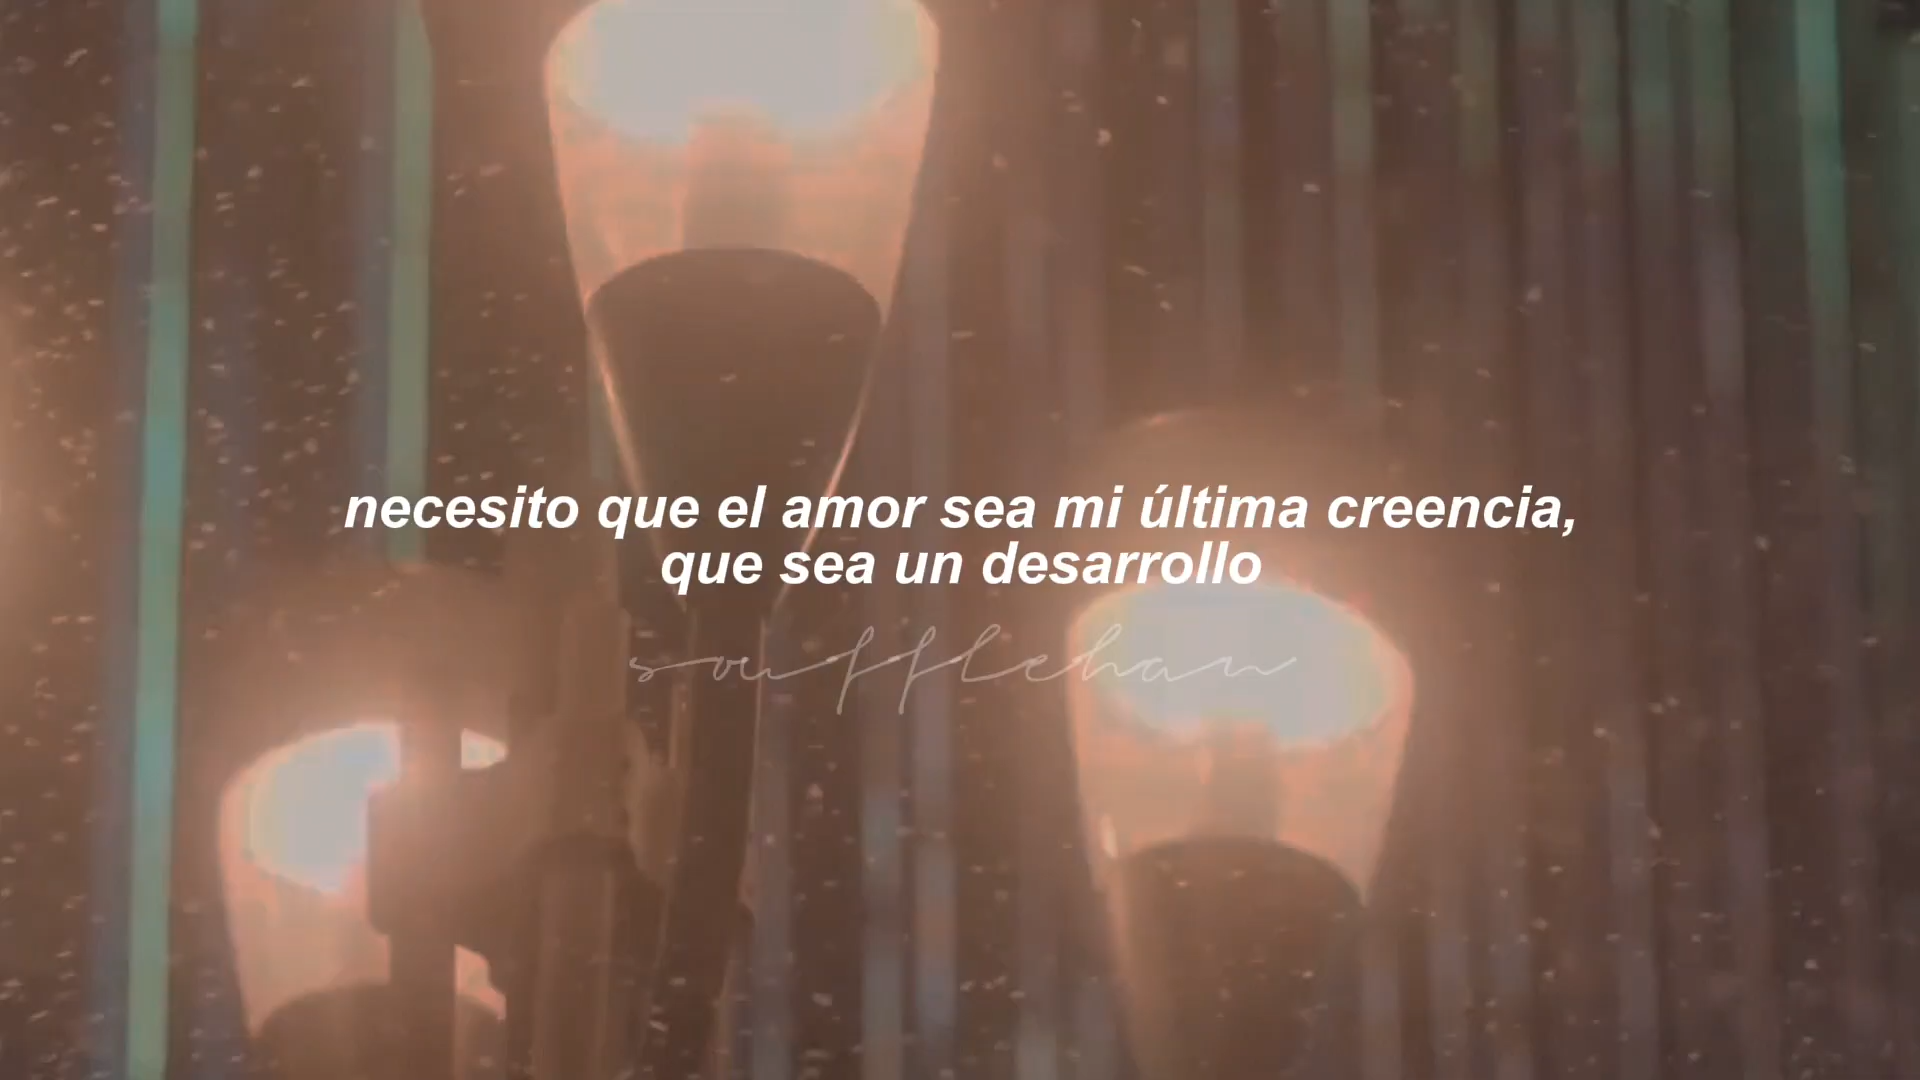 necesito que el amor sea mi última creencia,
que sea un desarrollo
soufflehan